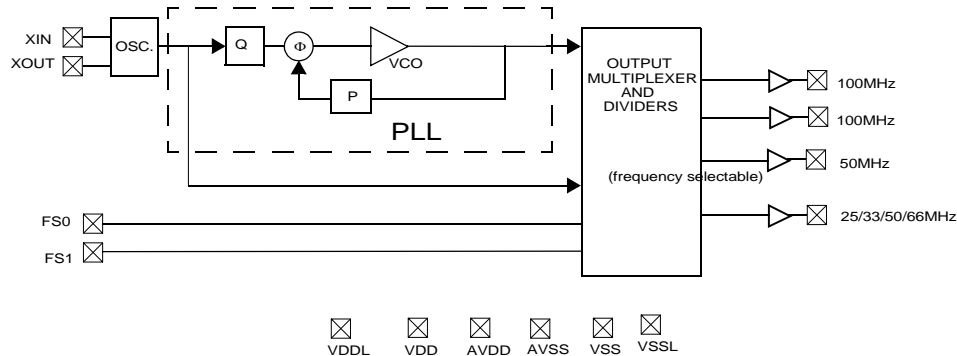 XIN
XOUT
OSC.
Q
Φ
VCO
P
PLL
OUTPUT
MULTIPLEXER
AND
DIVIDERS
(frequency selectable)
100MHz
100MHz
50MHz
25/33/50/66MHz
FS0
FS1
VDDL
VDD
AVDD
AVSS
VSS
VSSL